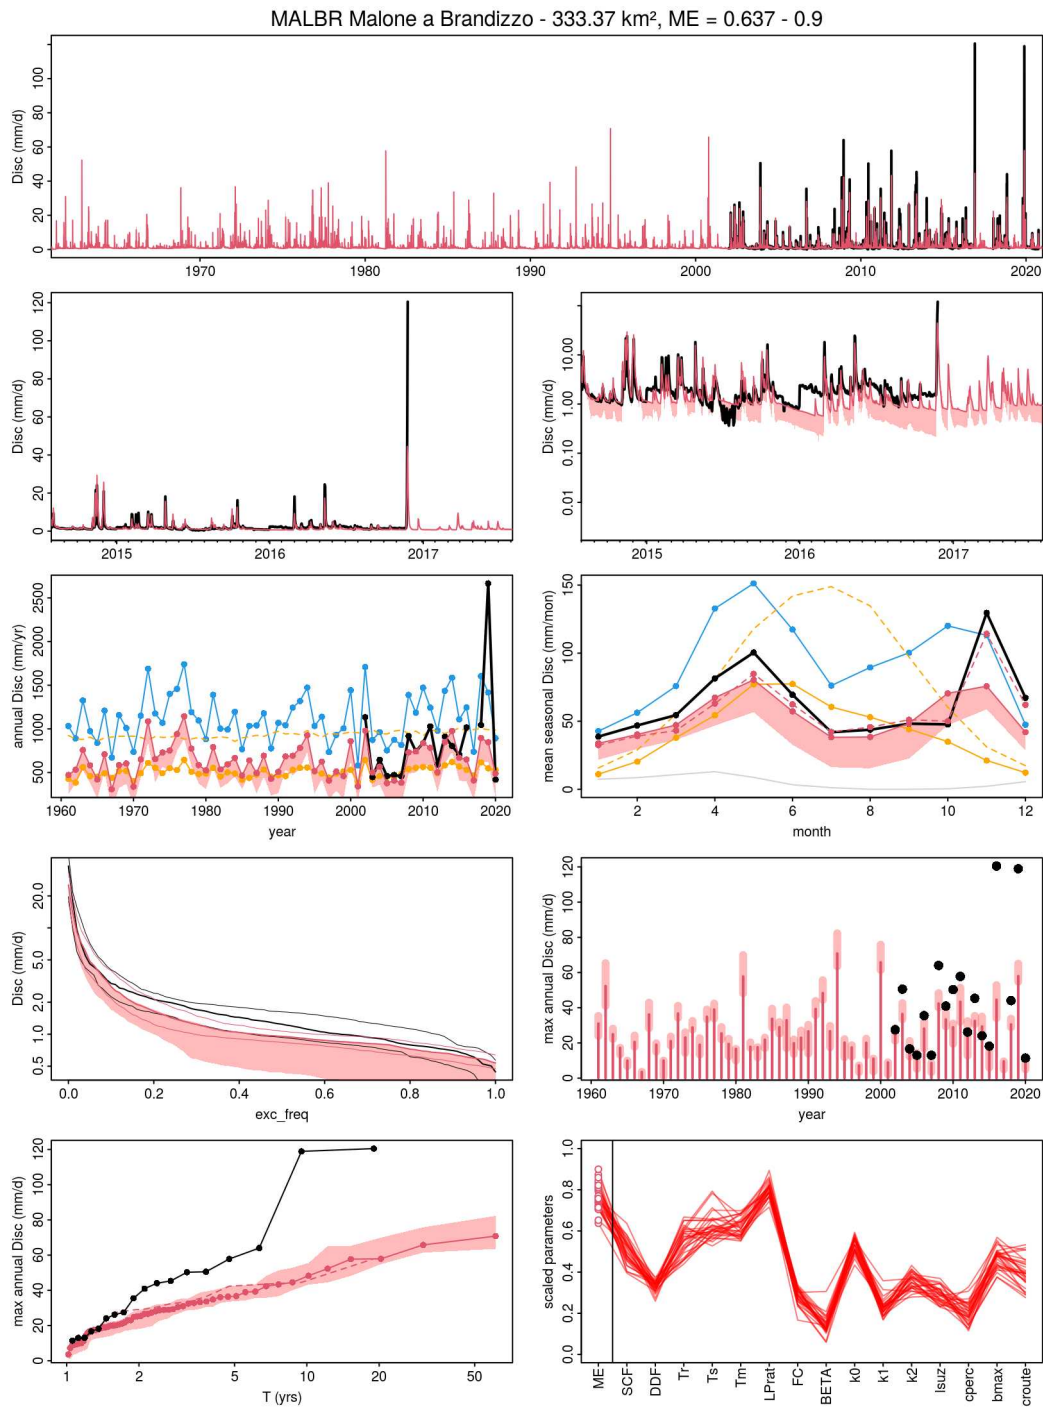 MALBR Malone a Brandizzo - 333.37 km², ME = 0.637 - 0.9
Disc (mm/d)
0 20 40 60 80 100
1970 1980 1990 2000 2010 2020
Disc (mm/d)
0 20 40 60 80 100 120
2015 2016 2017
Disc (mm/d)
0.01 0.10 1.00 10.00
2015 2016 2017
annual Disc (mm/yr)
500 1000 1500 2000 2500
1960 1970 1980 1990 2000 2010 2020
year
mean seasonal Disc (mm/mon)
0 50 100 150
2 4 6 8 10 12
month
Disc (mm/d)
0.5 1.0 2.0 5.0 20.0
0.0 0.2 0.4 0.6 0.8 1.0
exc_freq
max annual Disc (mm/d)
0 20 40 60 80 100 120
1960 1970 1980 1990 2000 2010 2020
year
max annual Disc (mm/d)
0 20 40 60 80 100 120
1 2 5 10 20 50
T (yrs)
scaled parameters
0.0 0.2 0.4 0.6 0.8 1.0
ME SCF DDF Tr Ts Tm LPrat FC BETA k0 k1 k2 lsuz cperc bmax croute